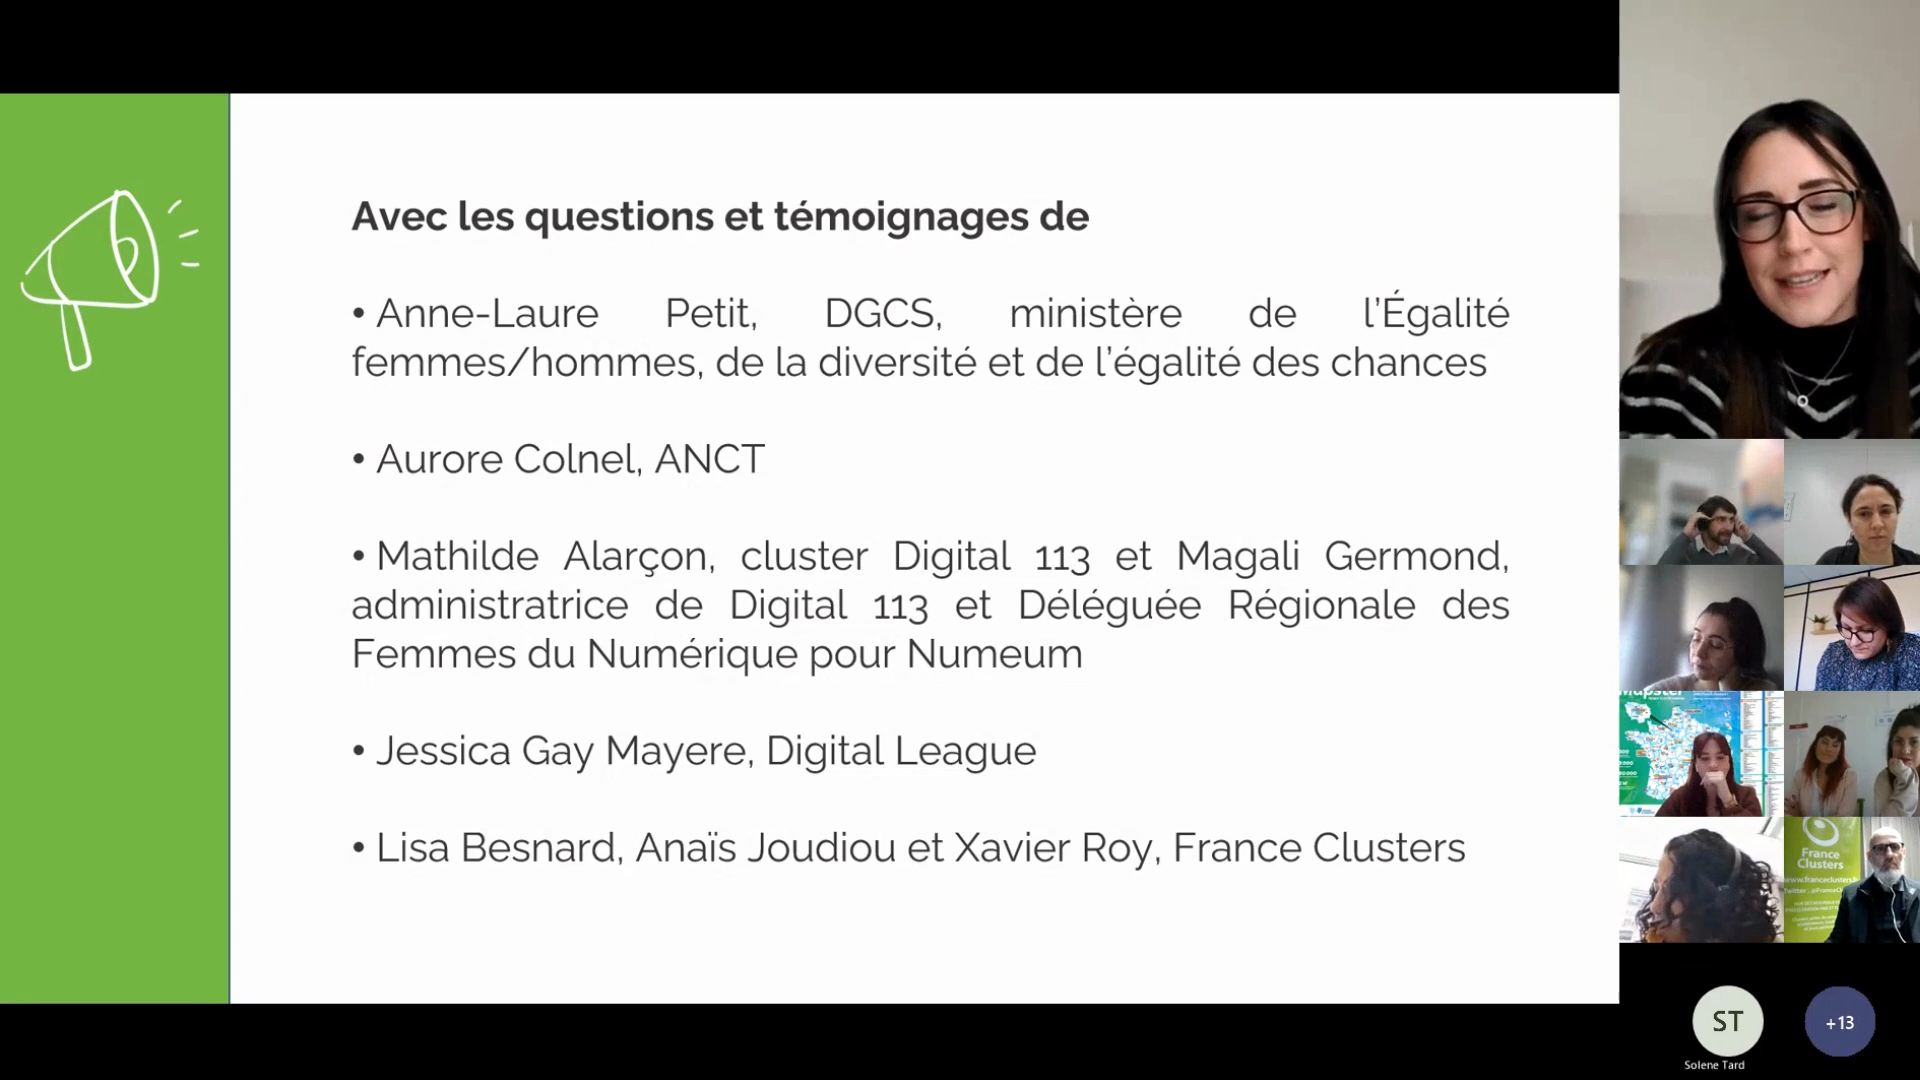 Avec les questions et témoignages de
• Anne-Laure Petit, DGCS, ministère de l'Égalité
femmes/hommes, de la diversité et de l'égalité des chances
• Aurore Colnel, ANCT
• Mathilde Alarçon, cluster Digital 113 et Magali Germond,
administratrice de Digital 113 et Déléguée Régionale des
Femmes du Numérique pour Numeum
• Jessica Gay Mayere, Digital League
• Lisa Besnard, Anaïs Joudiou et Xavier Roy, France Clusters
France
Clusters
ST
+13
Solene Tard